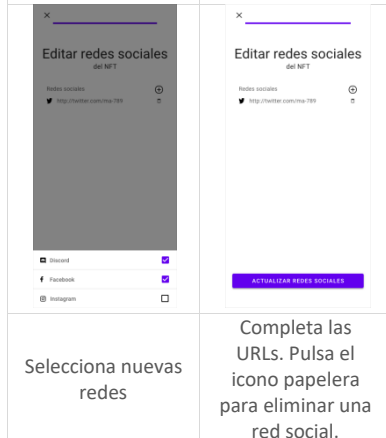 Editar redes sociales
del NFT
Redes sociales
http://twitter.com/ma-789
Discord
Facebook
Instagram
Editar redes sociales
del NFT
Redes sociales
http://twitter.com/ma-789
ACTUALIZAR REDES SOCIALES
Selecciona nuevas
redes
Completa las
URLs. Pulsa el
icono papelera
para eliminar una
red social.